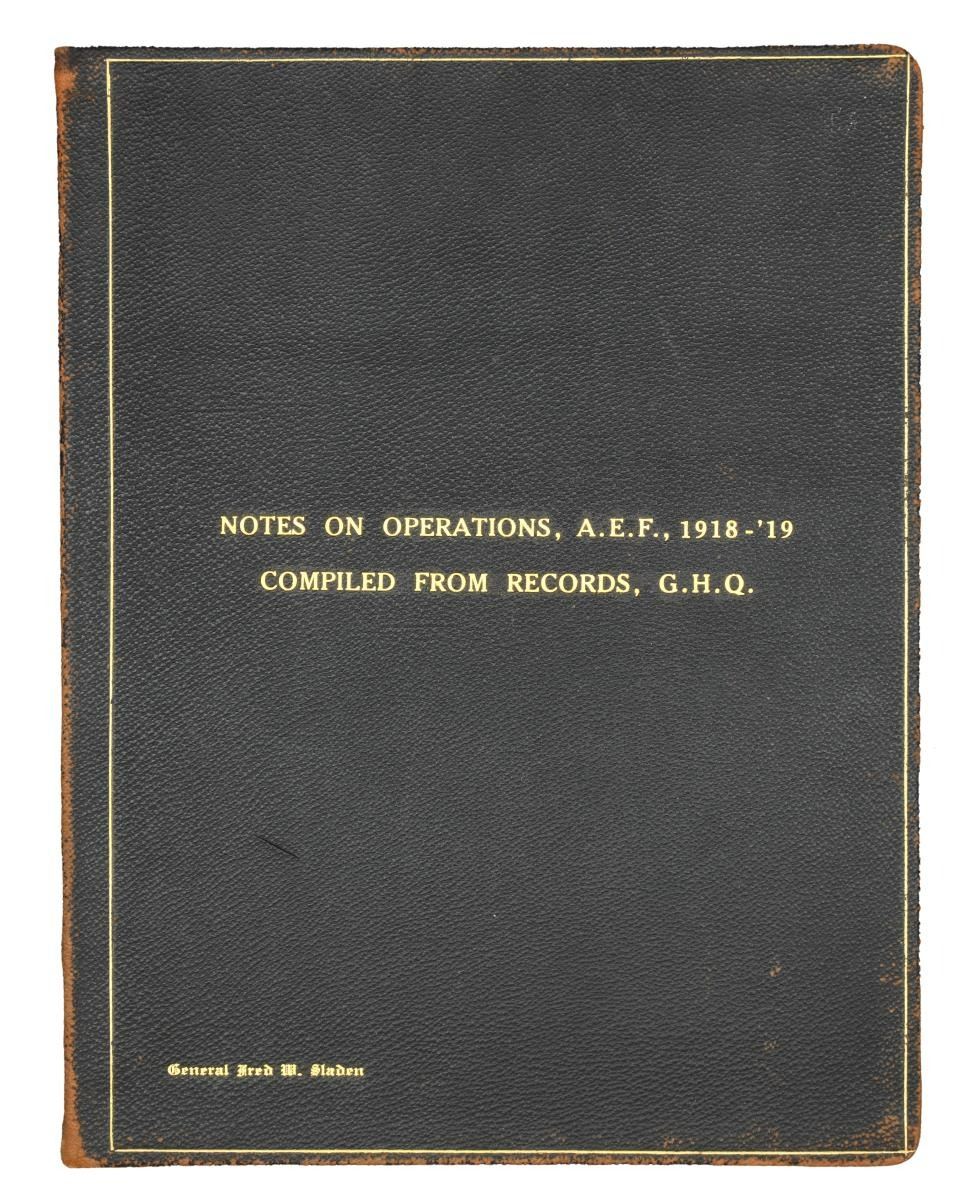 NOTES ON OPERATIONS, A.E.F., 1918-'19
COMPILED FROM RECORDS, G.H.Q.
General Fred W. Sladen